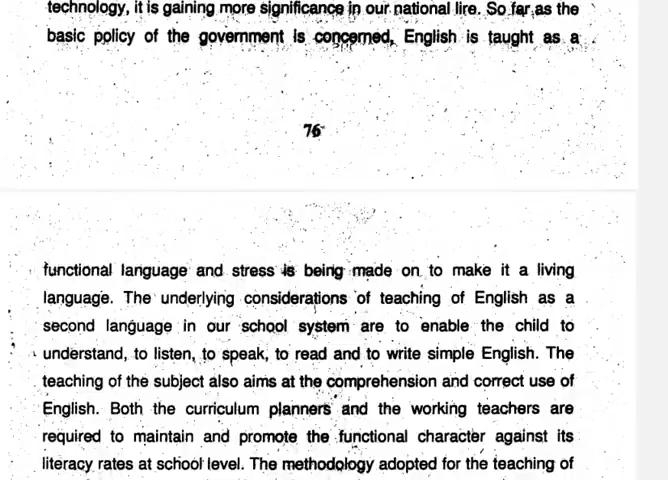 technology, it is gaining more significance in our national lire. So far as the
basic policy of the government is concerned, English is taught as a
76
functional language and stress is being made on to make it a living
language. The underlying considerations of teaching of English as a
second language in our school system are to enable the child to
understand, to listen, to speak, to read and to write simple English. The
teaching of the subject also aims at the comprehension and correct use of
English. Both the curriculum planners and the working teachers are
required to maintain and promote the functional character against its
literacy rates at school level. The methodology adopted for the teaching of